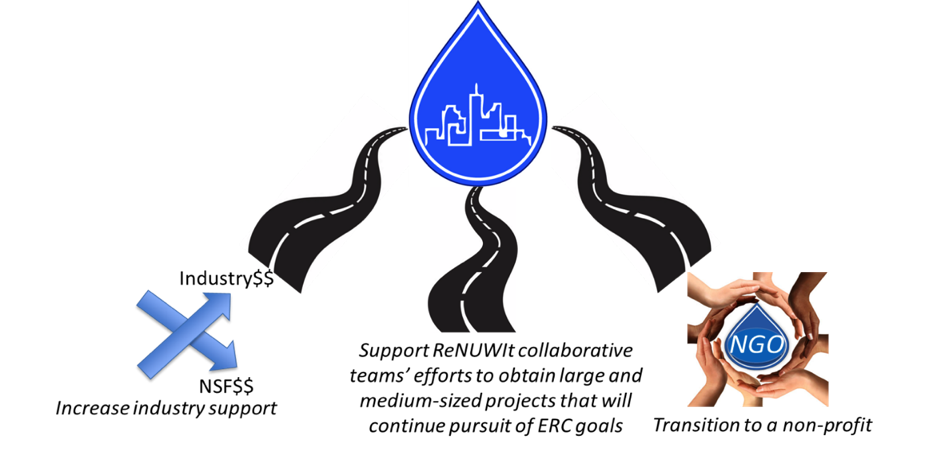 Industry$$
NSF$$
Increase industry support
Support ReNUWIt collaborative
teams’ efforts to obtain large and
medium-sized projects that will
continue pursuit of ERC goals
NGO
Transition to a non-profit